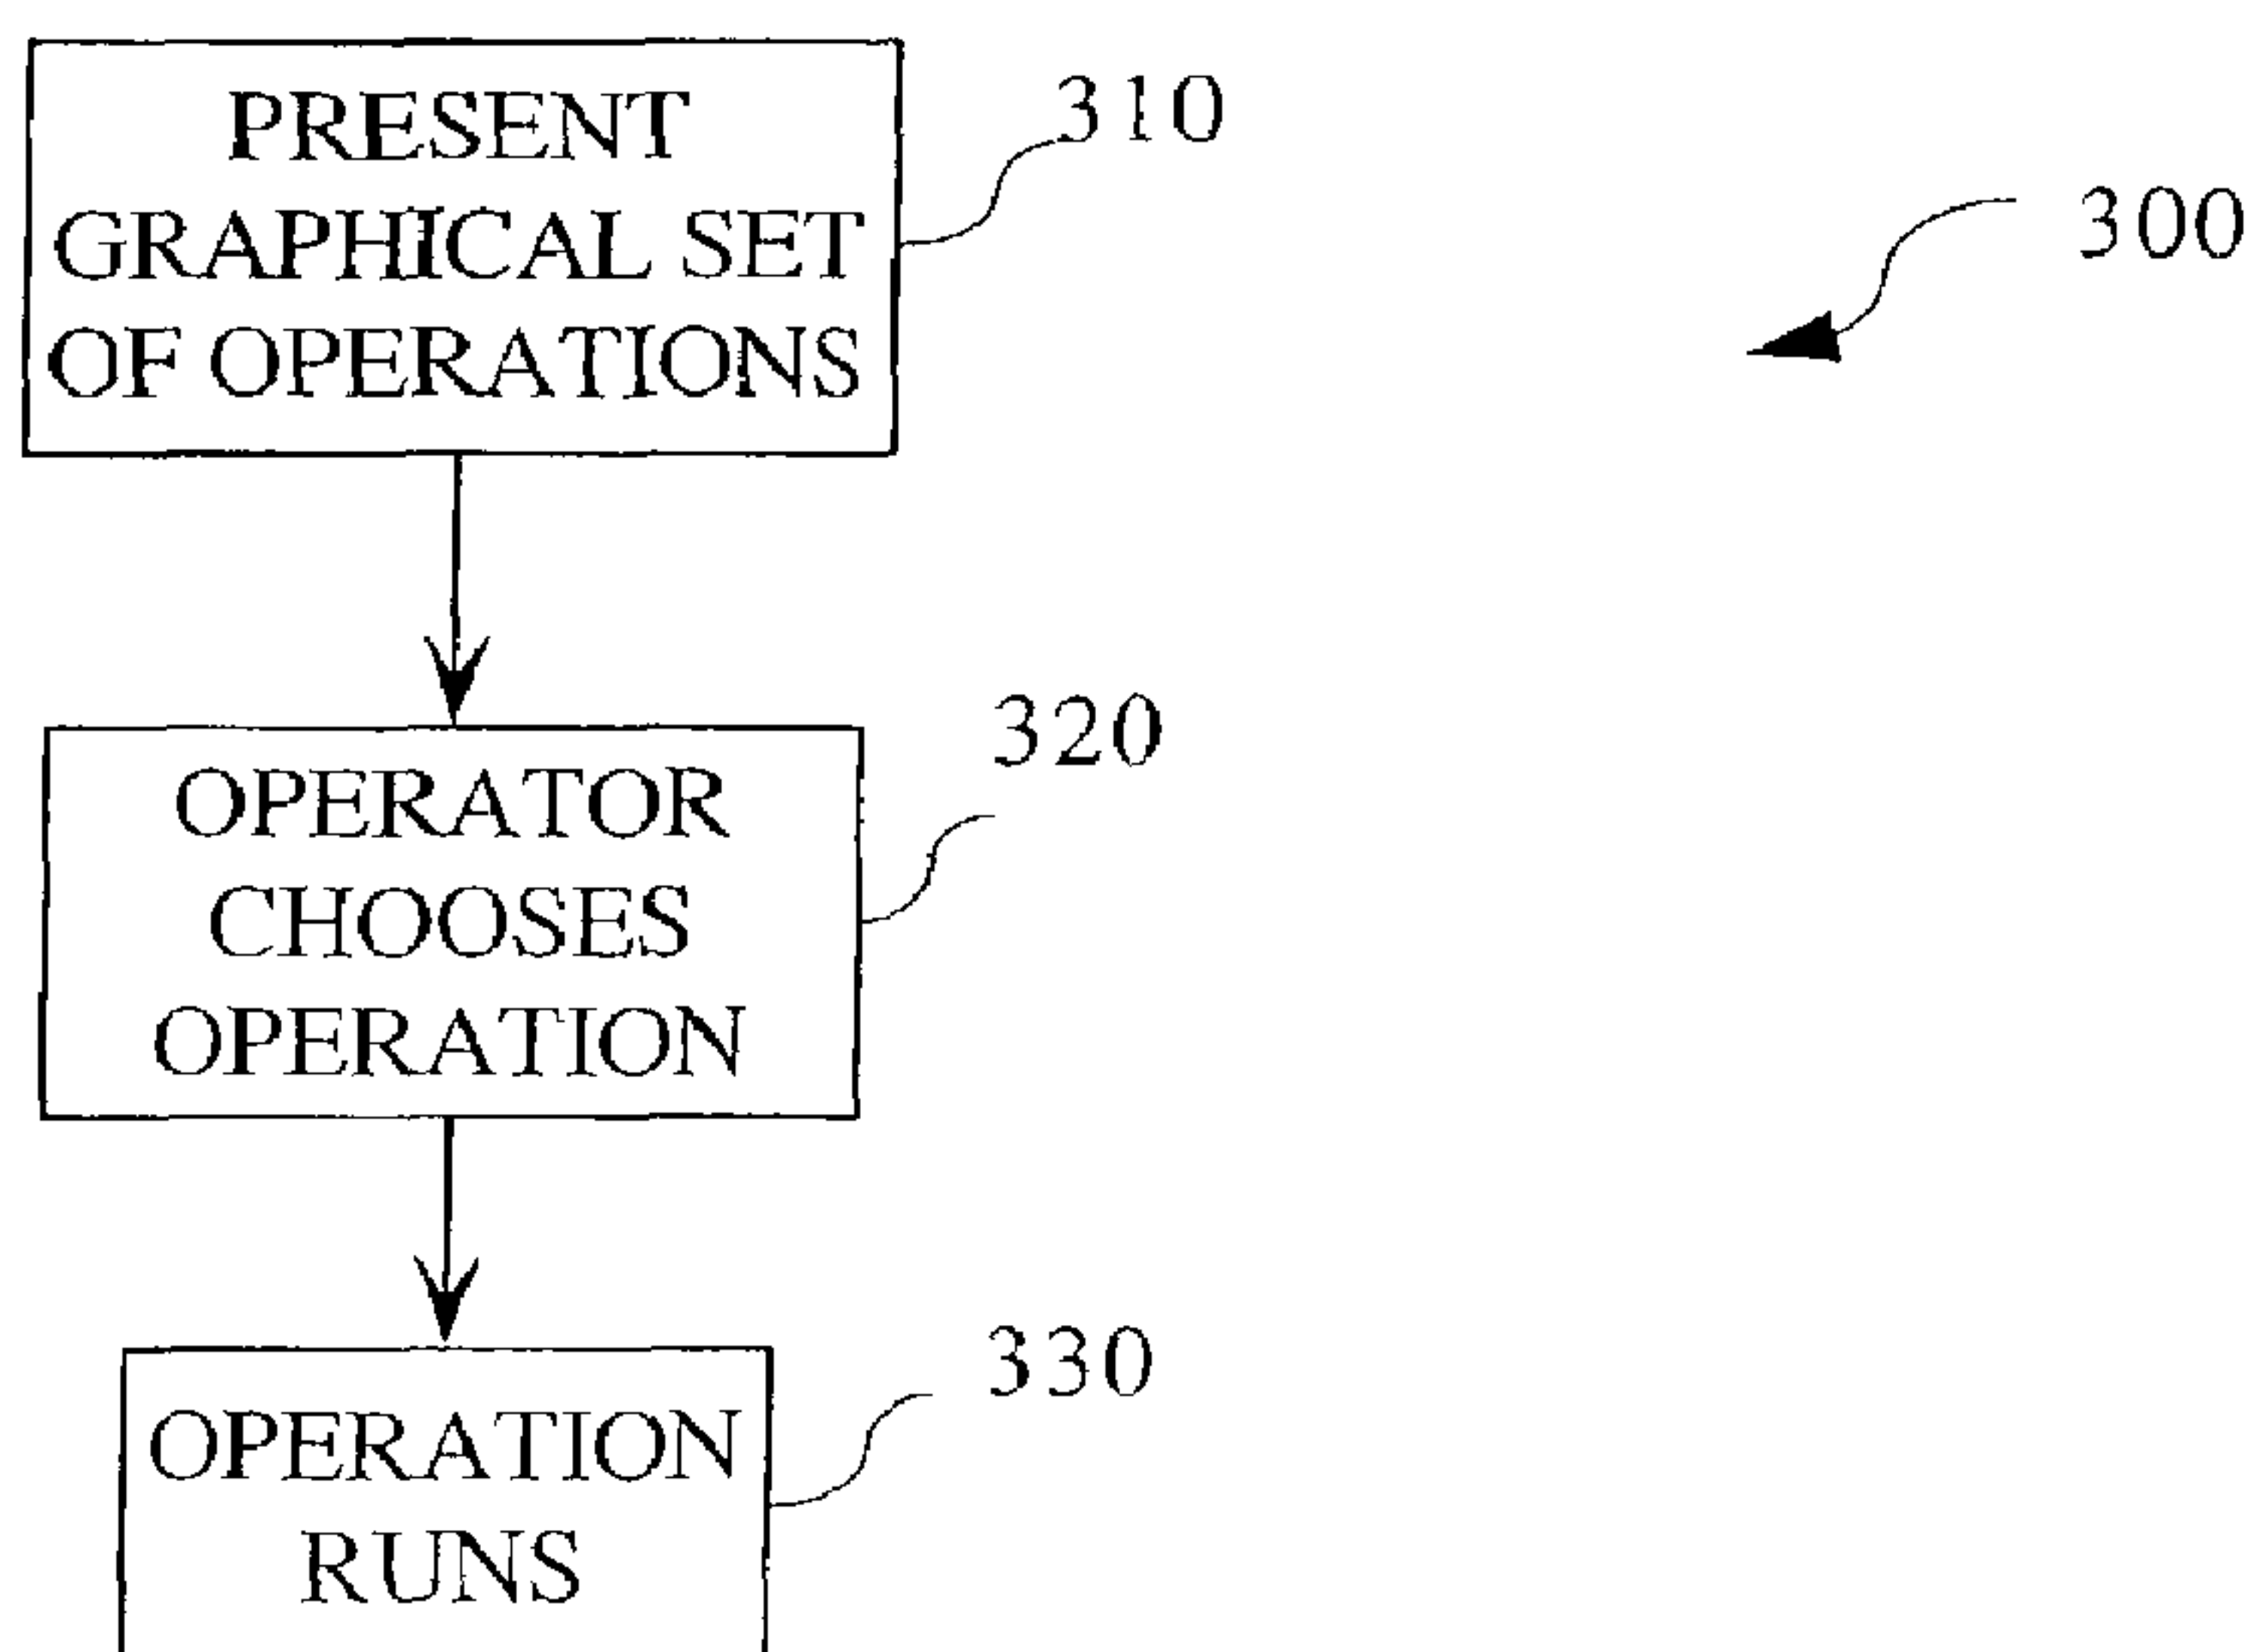 PRESENT
GRAPHICAL SET
OF OPERATIONS
310
300
OPERATOR
CHOOSES
OPERATION
320
OPERATION
RUNS
330